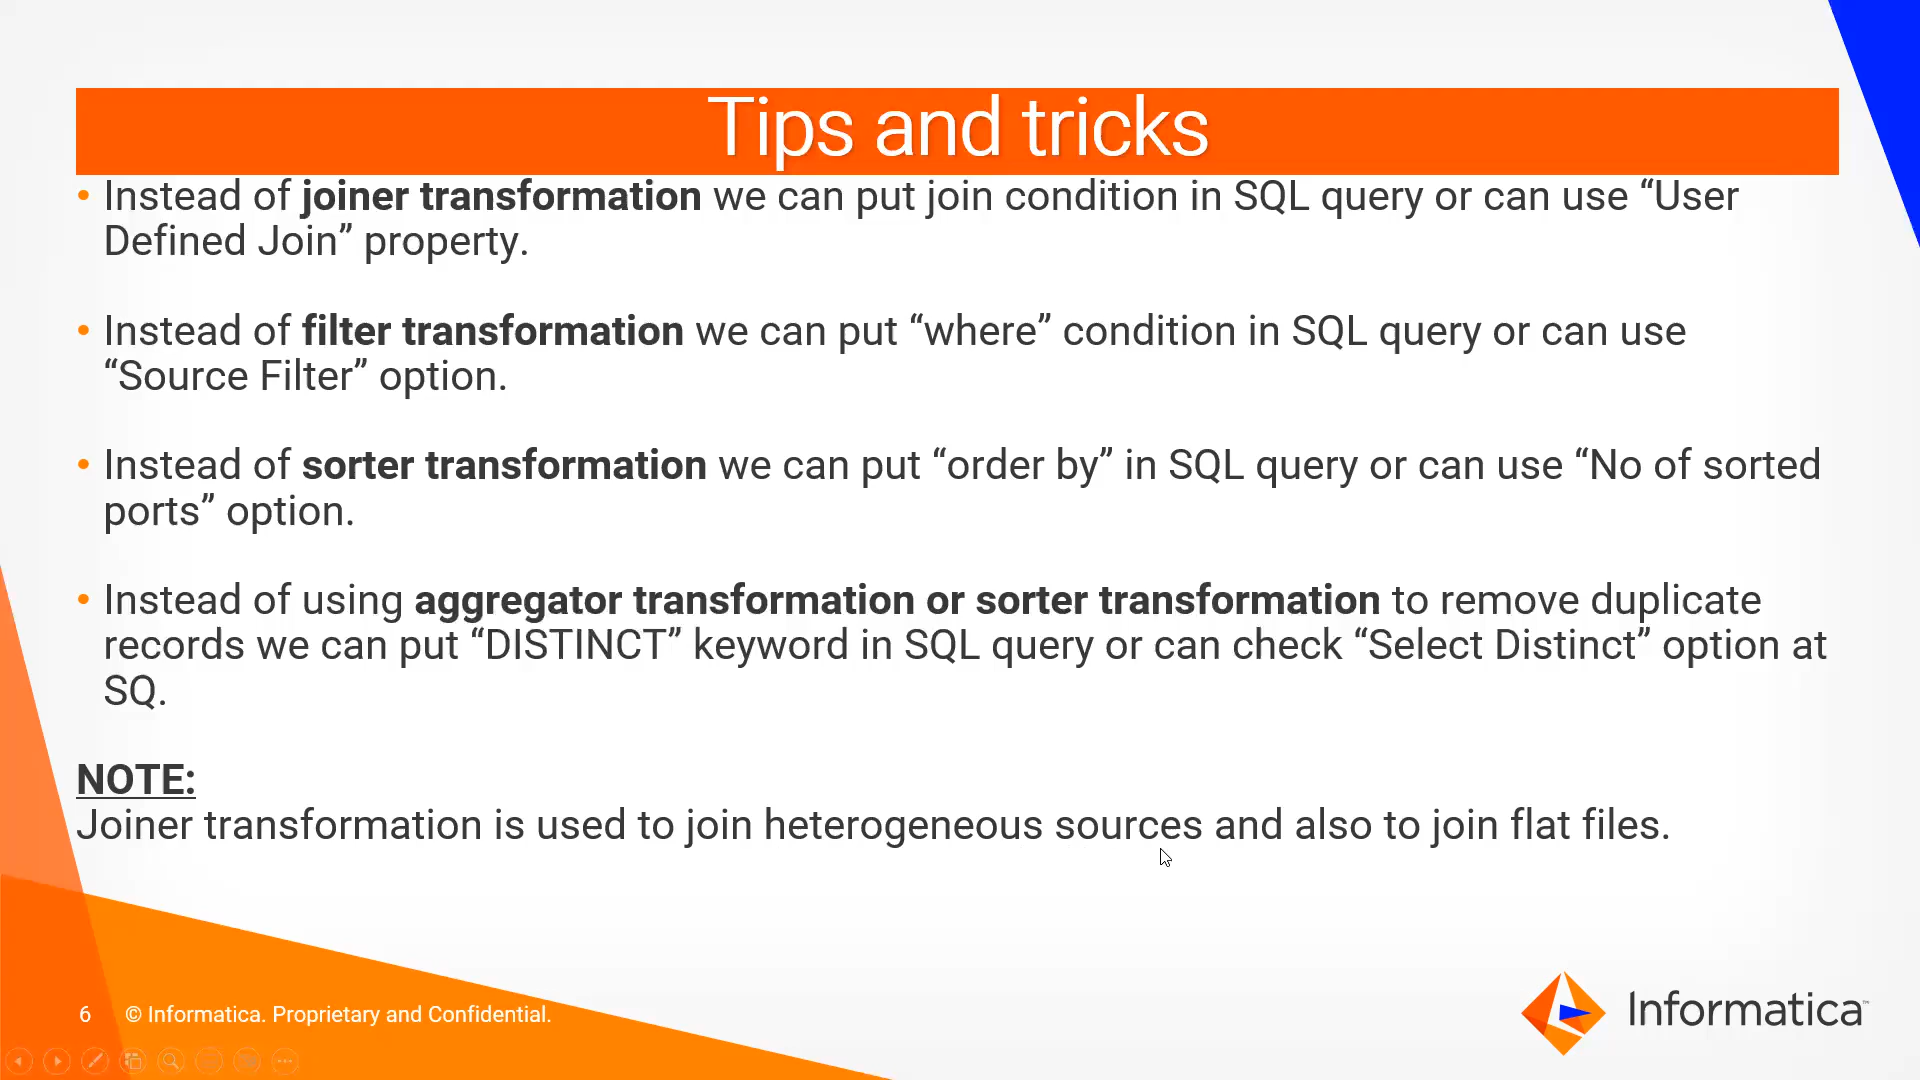 Tips and tricks
• Instead of joiner transformation we can put join condition in SQL query or can use “User
Defined Join” property.
• Instead of filter transformation we can put “where” condition in SQL query or can use
“Source Filter” option.
• Instead of sorter transformation we can put “order by” in SQL query or can use “No of sorted
ports” option.
• Instead of using aggregator transformation or sorter transformation to remove duplicate
records we can put “DISTINCT” keyword in SQL query or can check “Select Distinct” option at
SQ.
NOTE:
Joiner transformation is used to join heterogeneous sources and also to join flat files.
6 © Informatica. Proprietary and Confidential.
Informatica™